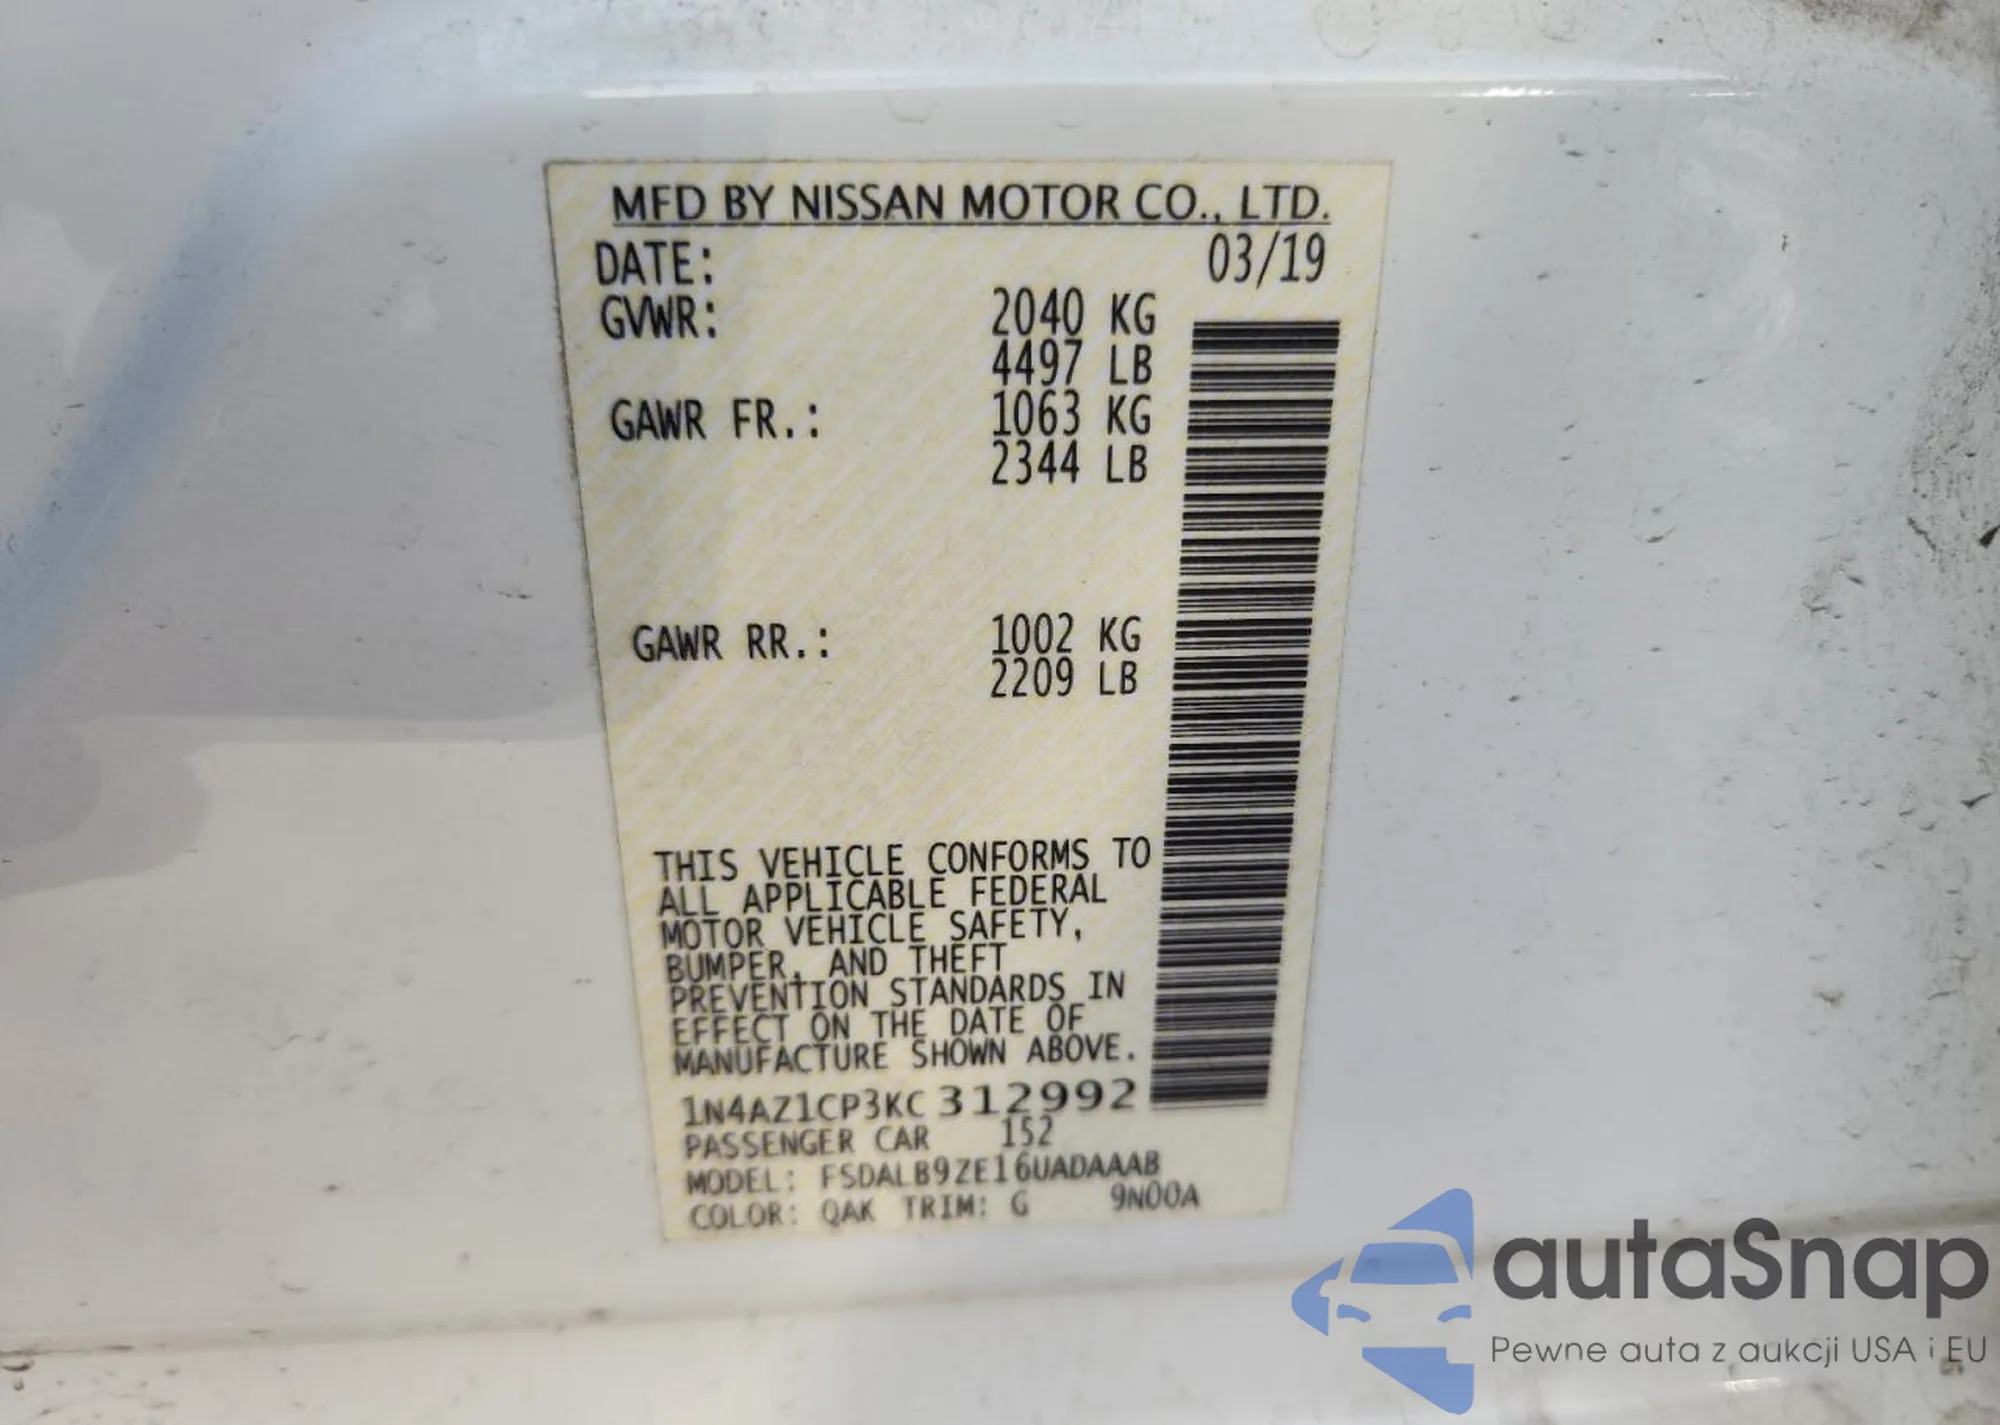 MFD BY NISSAN MOTOR CO., LTD.
DATE: 03/19
GVWR: 2040 KG
4497 LB
GAWR FR.: 1063 KG
2344 LB
GAWR RR.: 1002 KG
2209 LB
THIS VEHICLE CONFORMS TO
ALL APPLICABLE FEDERAL
MOTOR VEHICLE SAFETY,
BUMPER, AND THEFT
PREVENTION STANDARDS IN
EFFECT ON THE DATE OF
MANUFACTURE SHOWN ABOVE.
1N4AZ1CP3KC 312992
PASSENGER CAR 152
MODEL: FSDALB9ZE16UADAAAB
COLOR: QAK TRIM: G 9N00A
autaSnap
Pewne auta z aukcji USA i EU